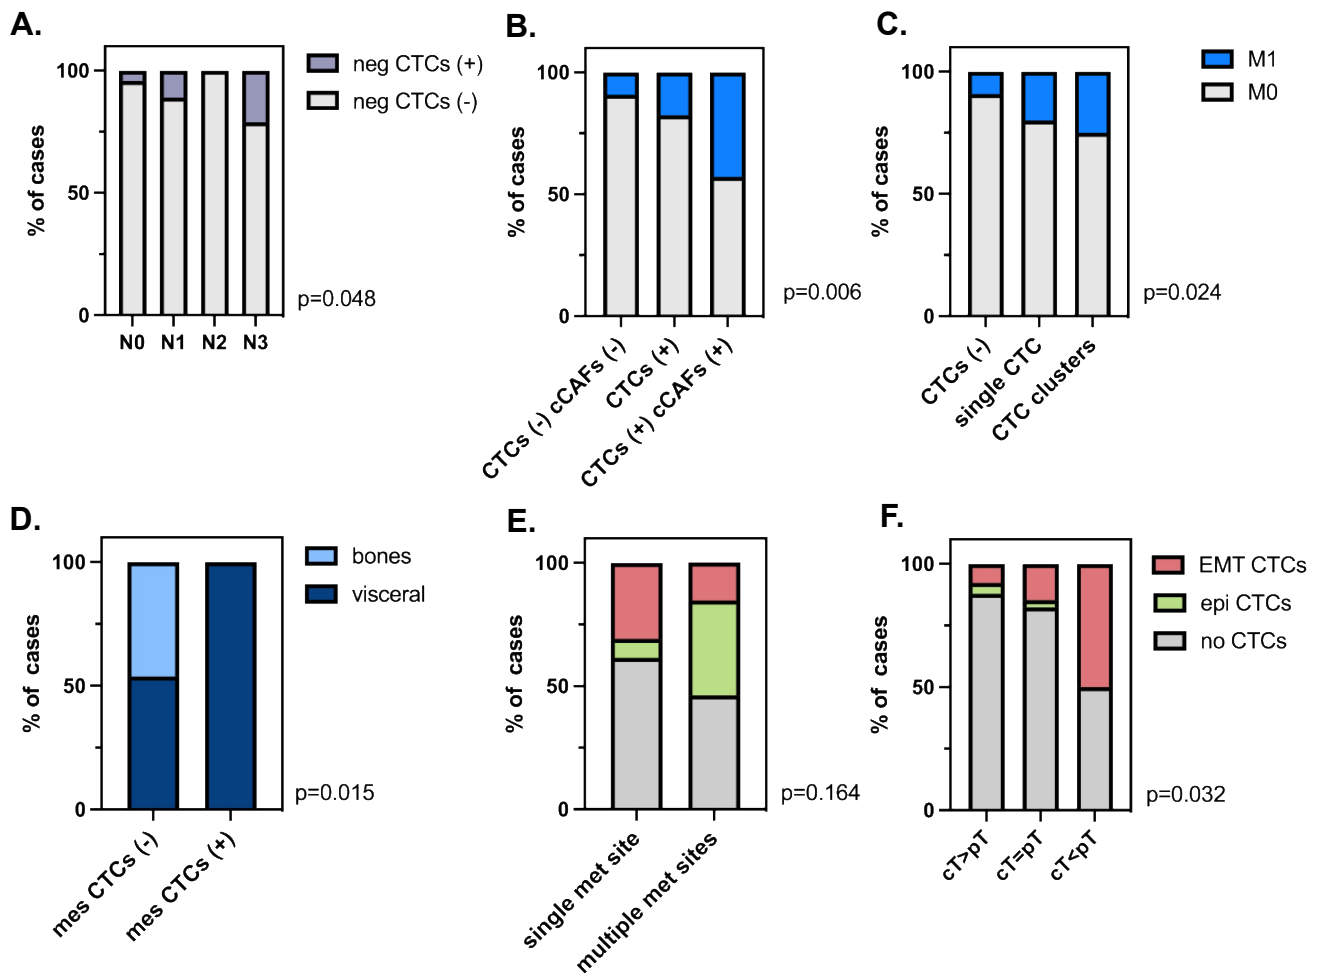 A.
100
50
0
% of cases
N0 N1 N2 N3
neg CTCs (+)
neg CTCs (-)
p=0.048
B.
100
50
0
% of cases
CTCs (-) cCAFs (-)
CTCs (+)
CTCs (+) cCAFs (+)
p=0.006
C.
100
50
0
% of cases
CTCs (-)
single CTC
CTC clusters
M1
M0
p=0.024
D.
100
50
0
% of cases
mes CTCs (-)
mes CTCs (+)
bones
visceral
p=0.015
E.
100
50
0
% of cases
single met site
multiple met sites
p=0.164
F.
100
50
0
% of cases
cT>pT
cT=pT
cT<pT
EMT CTCs
epi CTCs
no CTCs
p=0.032